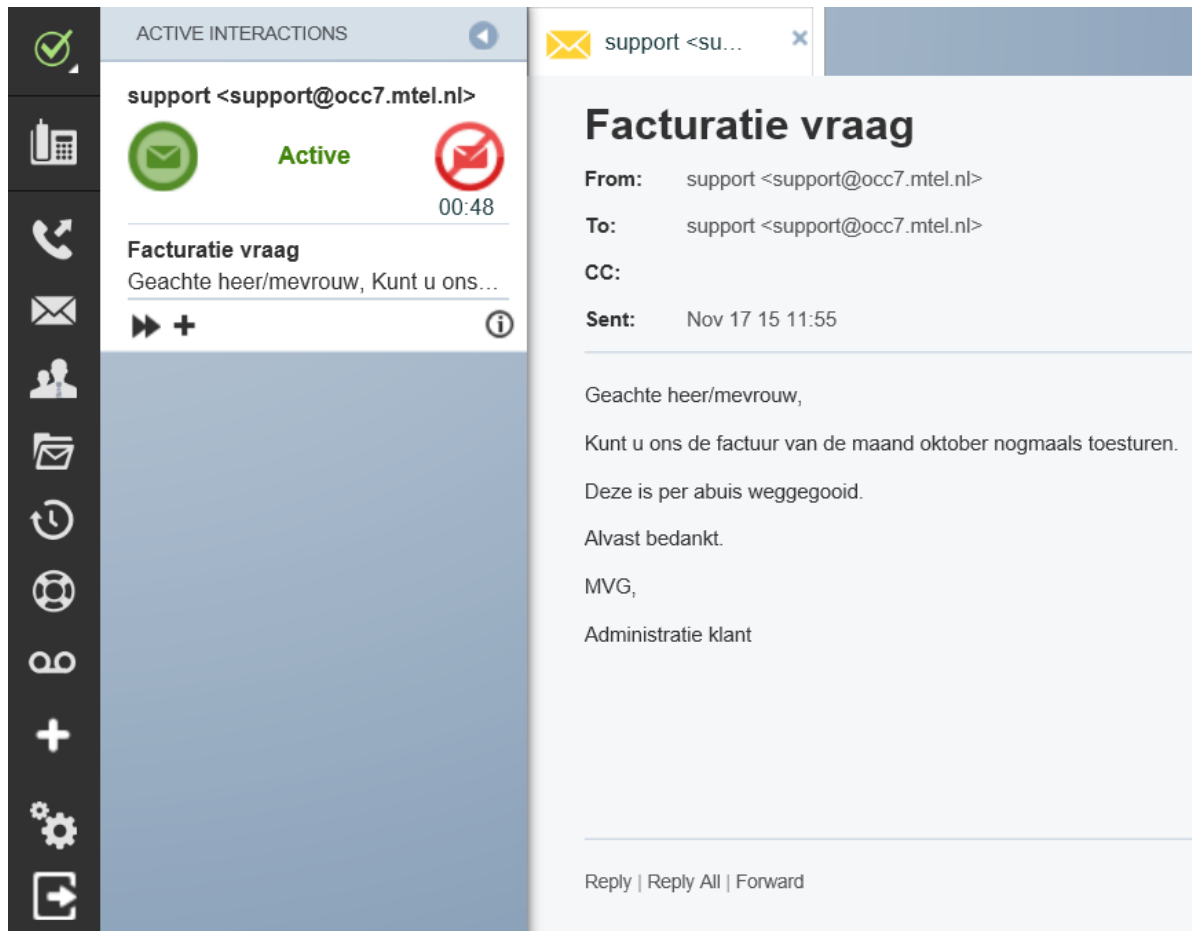 ACTIVE INTERACTIONS
support <support@occ7.mtel.nl>
Active
00:48
Facturatie vraag
Geachte heer/mevrouw, Kunt u ons...
support <su...
Facturatie vraag
From: support <support@occ7.mtel.nl>
To: support <support@occ7.mtel.nl>
CC:
Sent: Nov 17 15 11:55
Geachte heer/mevrouw,
Kunt u ons de factuur van de maand oktober nogmaals toesturen.
Deze is per abuis weggegooid.
Alvast bedankt.
MVG,
Administratie klant
Reply | Reply All | Forward